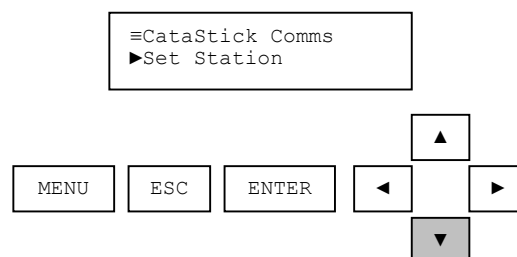 ≡CataStick Comms
►Set Station
▲
MENU ESC ENTER ◄ ►
▼